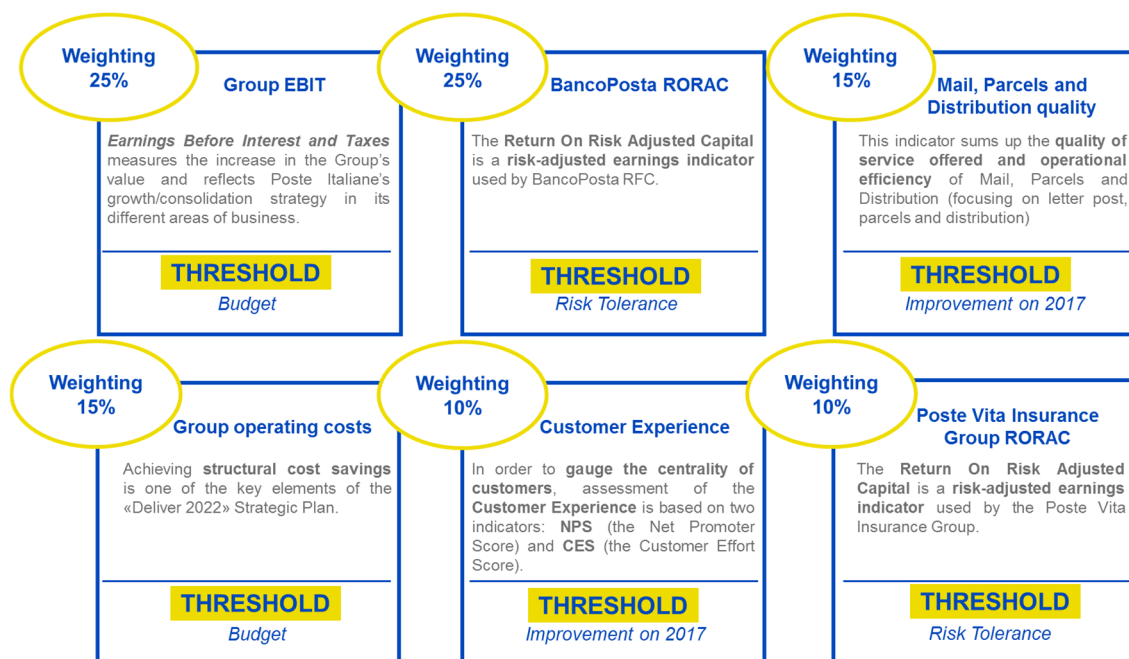 Weighting
25%
Group EBIT
Earnings Before Interest and Taxes
measures the increase in the Group's
value and reflects Poste Italiane's
growth/consolidation strategy in its
different areas of business.
THRESHOLD
Budget
Weighting
25%
BancoPosta RORAC
The Return On Risk Adjusted Capital
is a risk-adjusted earnings indicator
used by BancoPosta RFC.
THRESHOLD
Risk Tolerance
Weighting
15%
Mail, Parcels and
Distribution quality
This indicator sums up the quality of
service offered and operational
efficiency of Mail, Parcels and
Distribution (focusing on letter post,
parcels and distribution)
THRESHOLD
Improvement on 2017
Weighting
15%
Group operating costs
Achieving structural cost savings
is one of the key elements of the
«Deliver 2022» Strategic Plan.
THRESHOLD
Budget
Weighting
10%
Customer Experience
In order to gauge the centrality of
customers, assessment of the
Customer Experience is based on two
indicators: NPS (the Net Promoter
Score) and CES (the Customer Effort
Score).
THRESHOLD
Improvement on 2017
Weighting
10%
Poste Vita Insurance
Group RORAC
The Return On Risk Adjusted
Capital is a risk-adjusted earnings
indicator used by the Poste Vita
Insurance Group.
THRESHOLD
Risk Tolerance